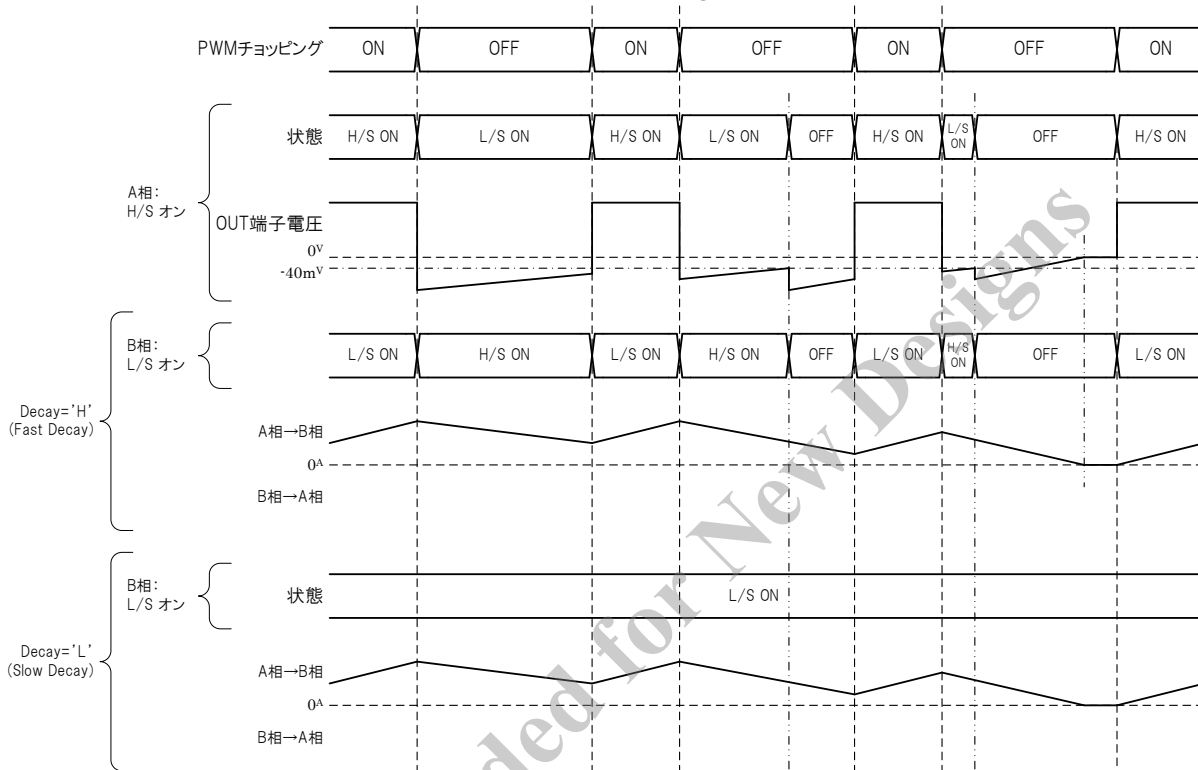 PWMチョッピング ON OFF ON OFF ON OFF ON
状態 H/S ON L/S ON H/S ON L/S ON OFF H/S ON L/S ON OFF H/S ON
A相:
H/S オン
OUT端子電圧
0V
-40mV
B相:
L/S オン
L/S ON H/S ON L/S ON H/S ON OFF L/S ON H/S ON OFF L/S ON
Decay='H'
(Fast Decay)
A相→B相
0A
B相→A相
B相:
L/S オン
状態 L/S ON
Decay='L'
(Slow Decay)
A相→B相
0A
B相→A相
ded for New Designs